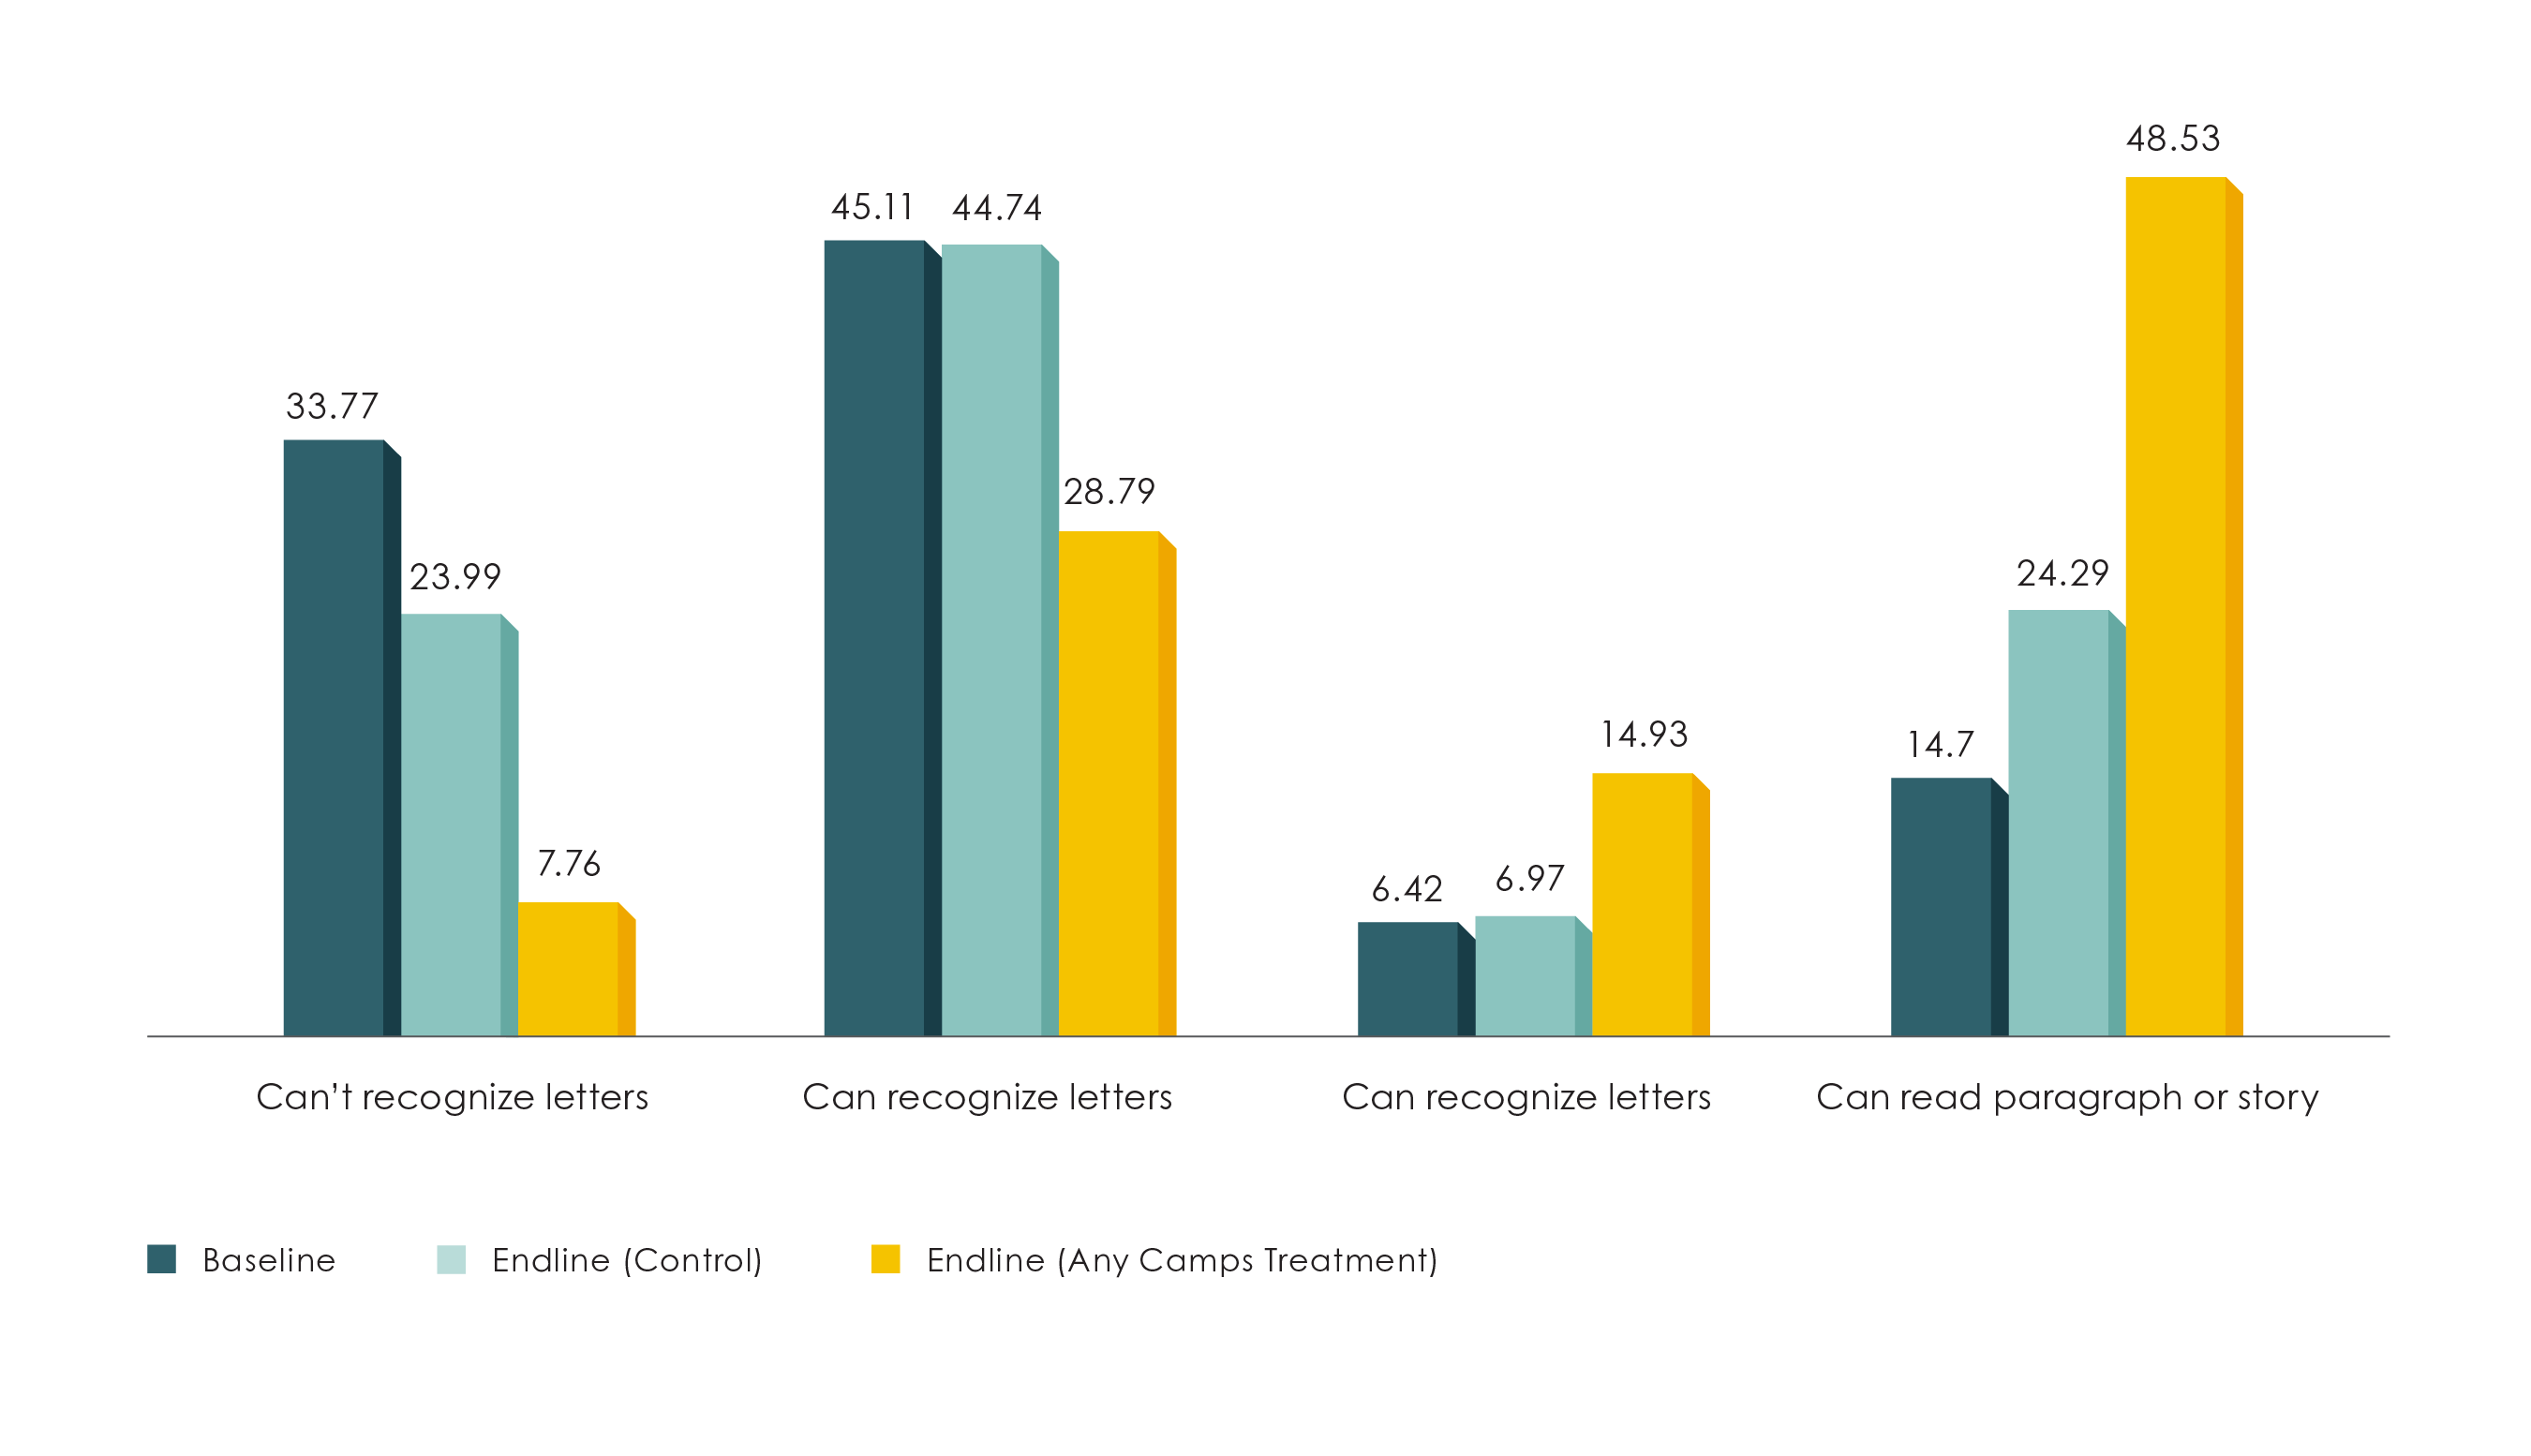 48.53
45.11 44.74
33.77
28.79
23.99
24.29
14.93
14.7
7.76
6.42
6.97
Can’t recognize letters
Can recognize letters
Can recognize letters
Can read paragraph or story
Baseline
Endline (Control)
Endline (Any Camps Treatment)